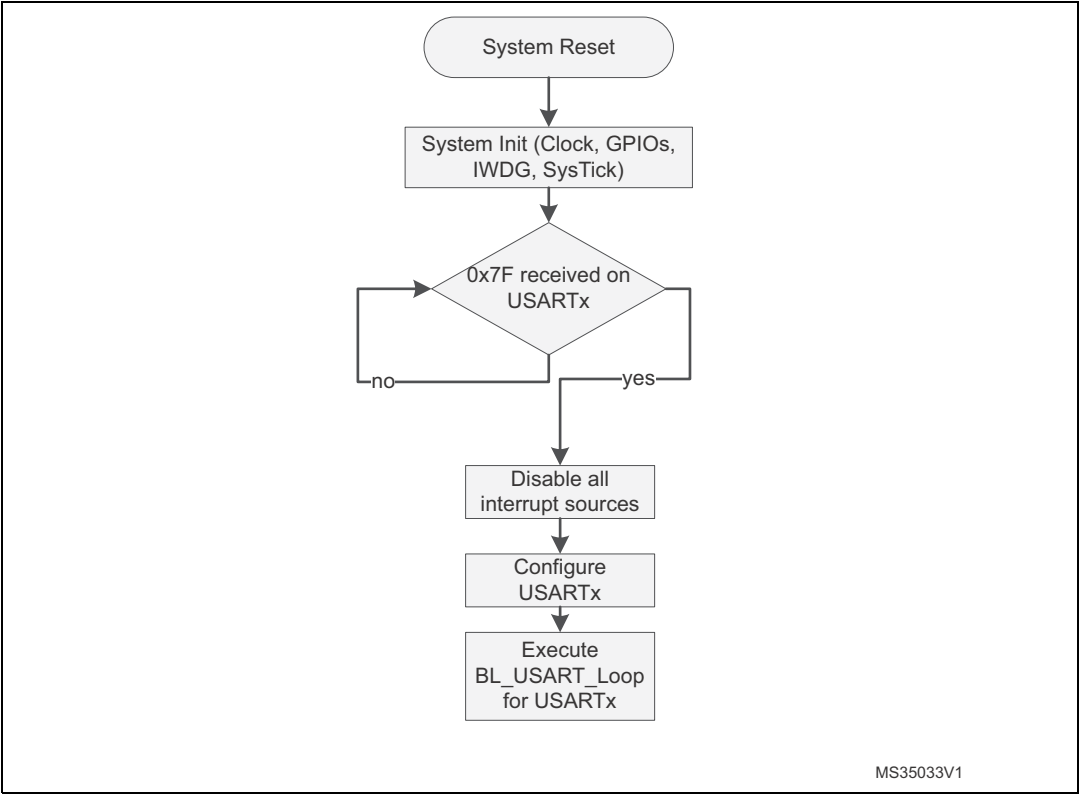 System Reset
System Init (Clock, GPIOs,
IWDG, SysTick)
0x7F received on
USARTx
no
yes
Disable all
interrupt sources
Configure
USARTx
Execute
BL_USART_Loop
for USARTx
MS35033V1